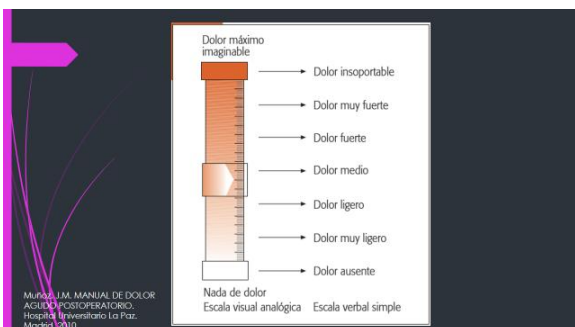 Dolor máximo
imaginable
Dolor insoportable
Dolor muy fuerte
Dolor fuerte
Dolor medio
Dolor ligero
Dolor muy ligero
Dolor ausente
Nada de dolor
Escala visual analógica Escala verbal simple
Muñoz, J.M. MANUAL DE DOLOR
AGUDO POSTOPERATORIO.
Hospital Universitario La Paz.
Madrid, 2010